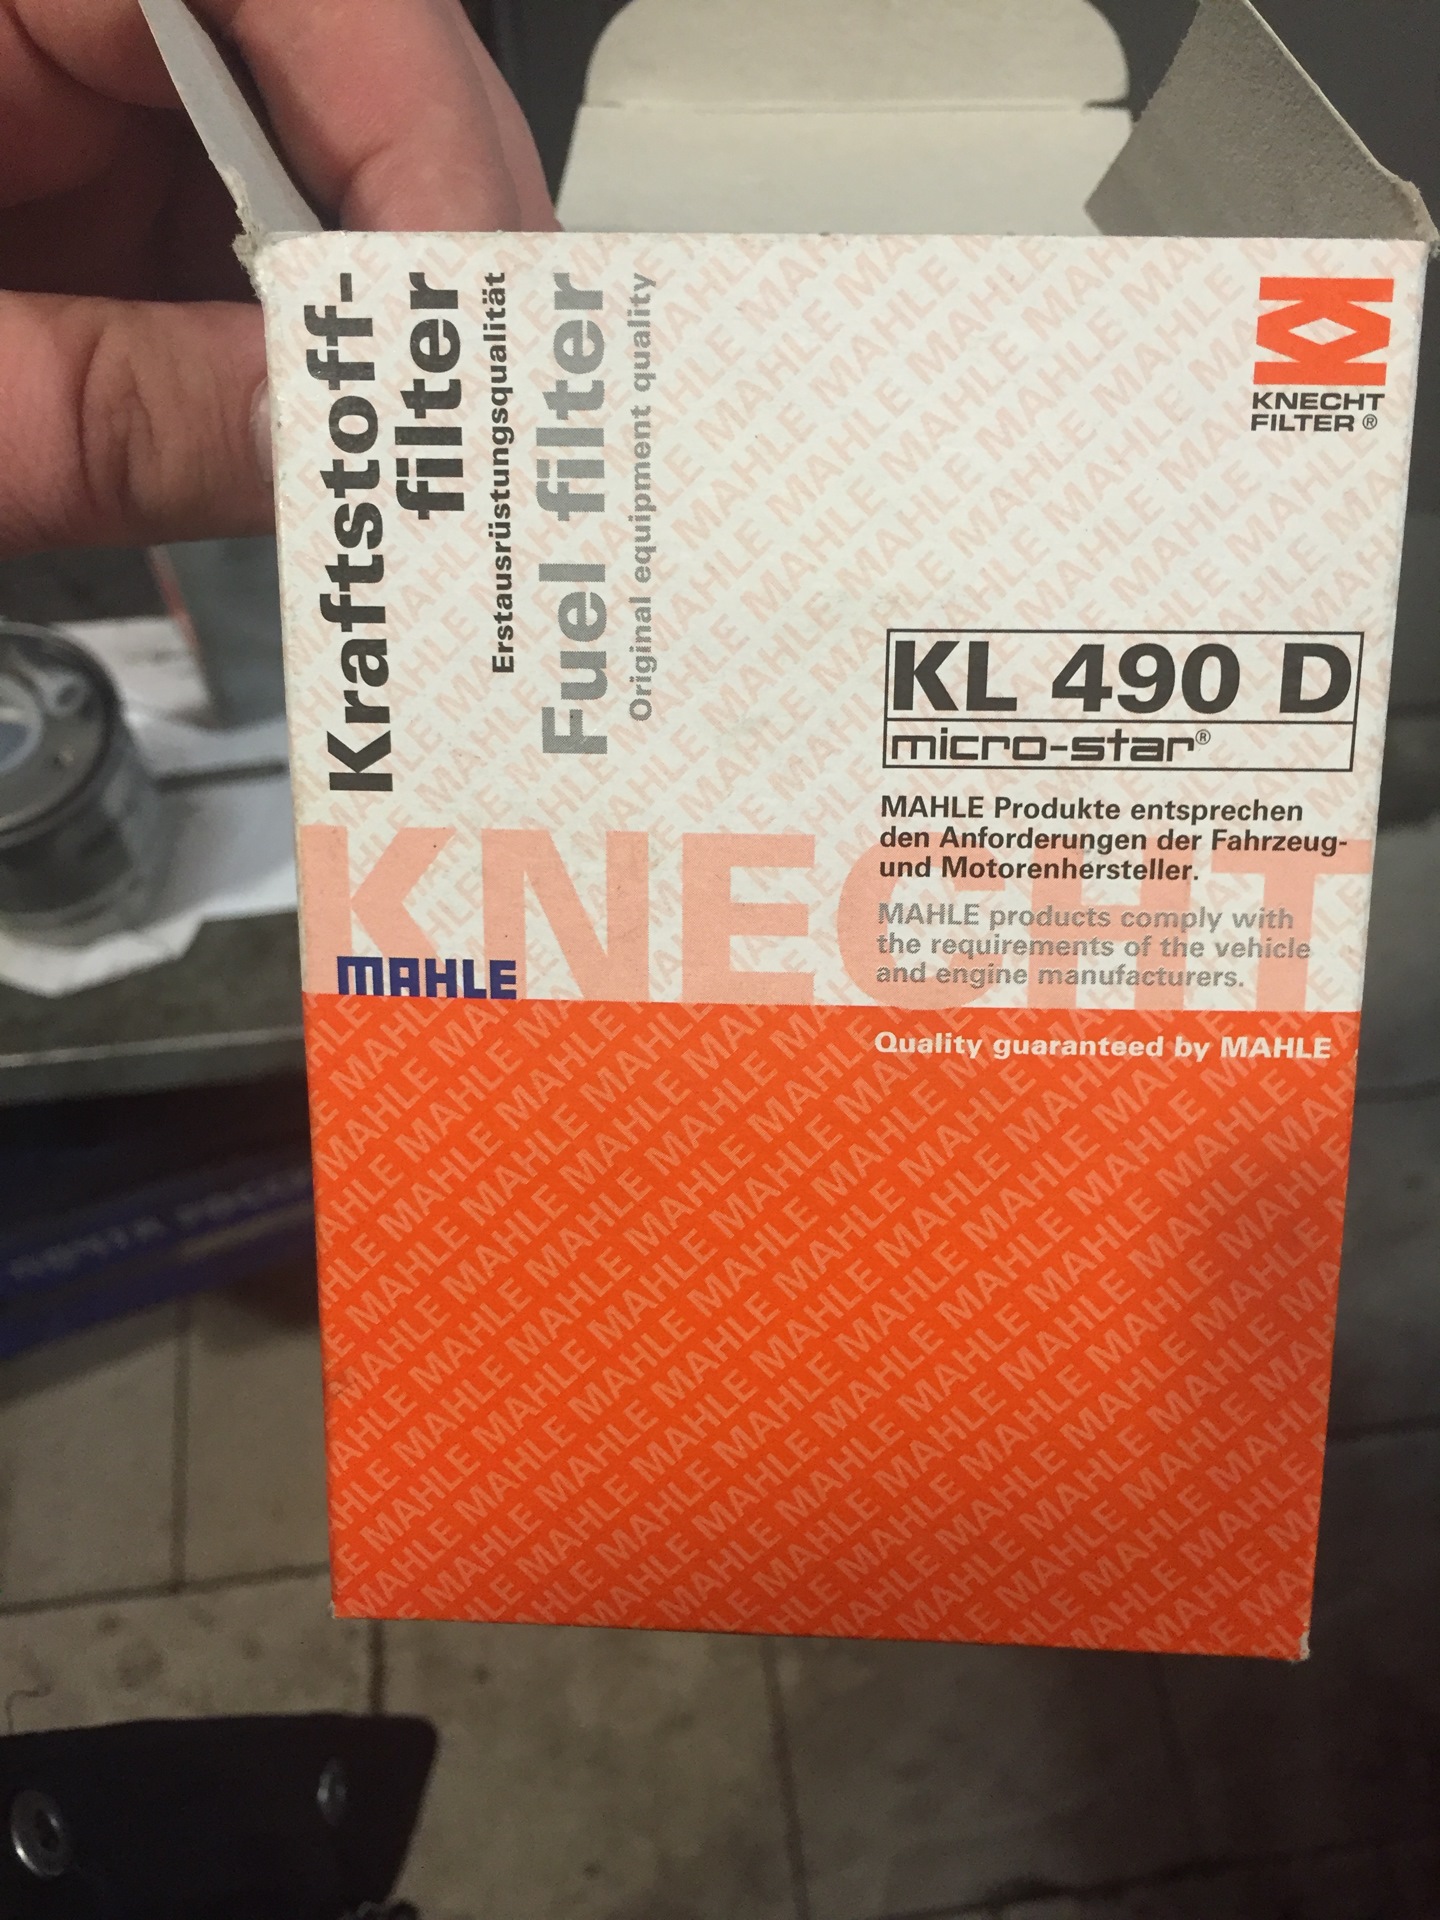 Kraftstoff-
filter
Erstausrüstungsqualität
Fuel filter
Original equipment quality
KNECHT
FILTER®
KL 490 D
micro-star®
MAHLE Produkte entsprechen
den Anforderungen der Fahrzeug-
und Motorenhersteller.
MAHLE products comply with
the requirements of the vehicle
and engine manufacturers.
KNECHT
MAHLE
Quality guaranteed by MAHLE